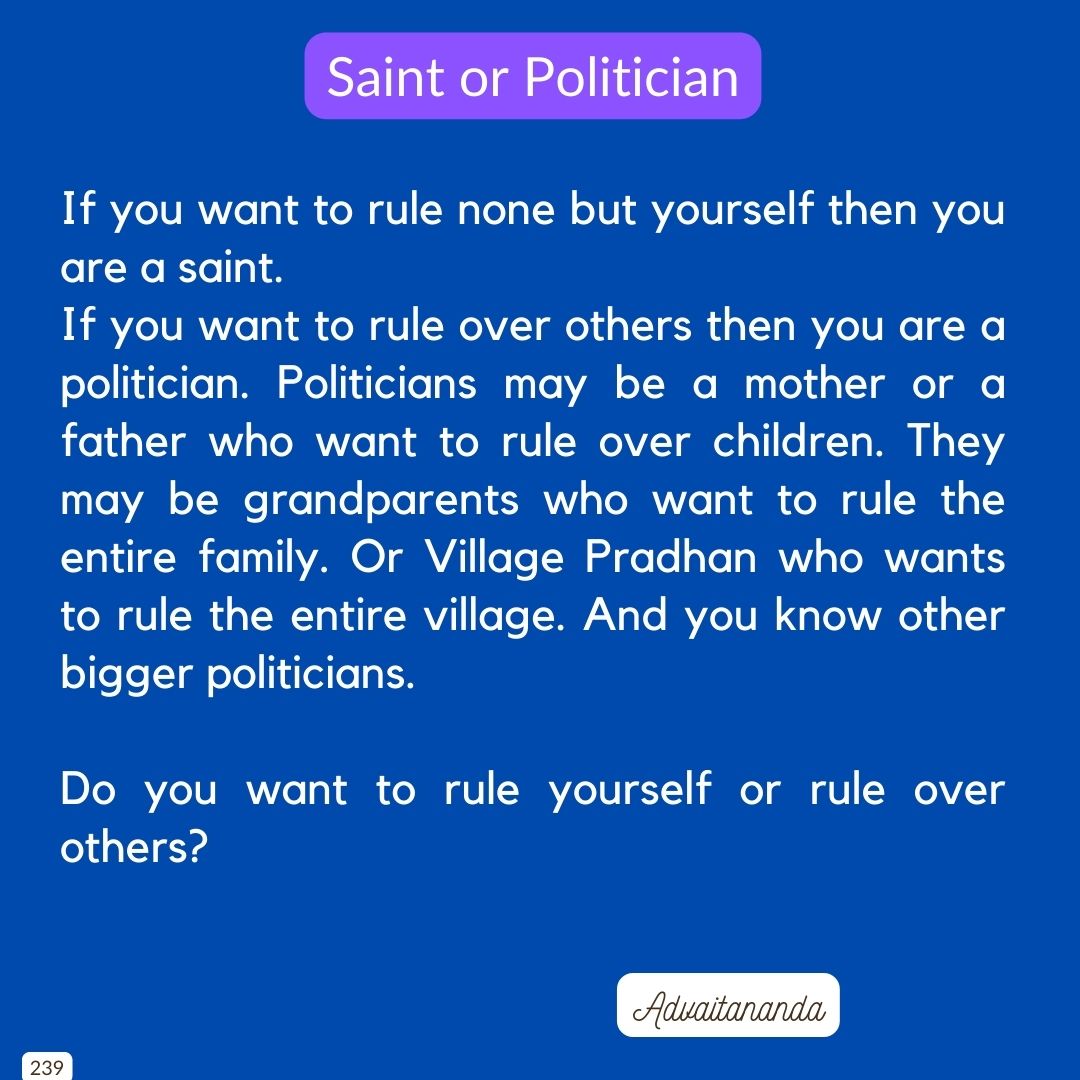 Saint or Politician
If you want to rule none but yourself then you
are a saint.
If you want to rule over others then you are a
politician. Politicians may be a mother or a
father who want to rule over children. They
may be grandparents who want to rule the
entire family. Or Village Pradhan who wants
to rule the entire village. And you know other
bigger politicians.
Do you want to rule yourself or rule over
others?
Advaitananda
239